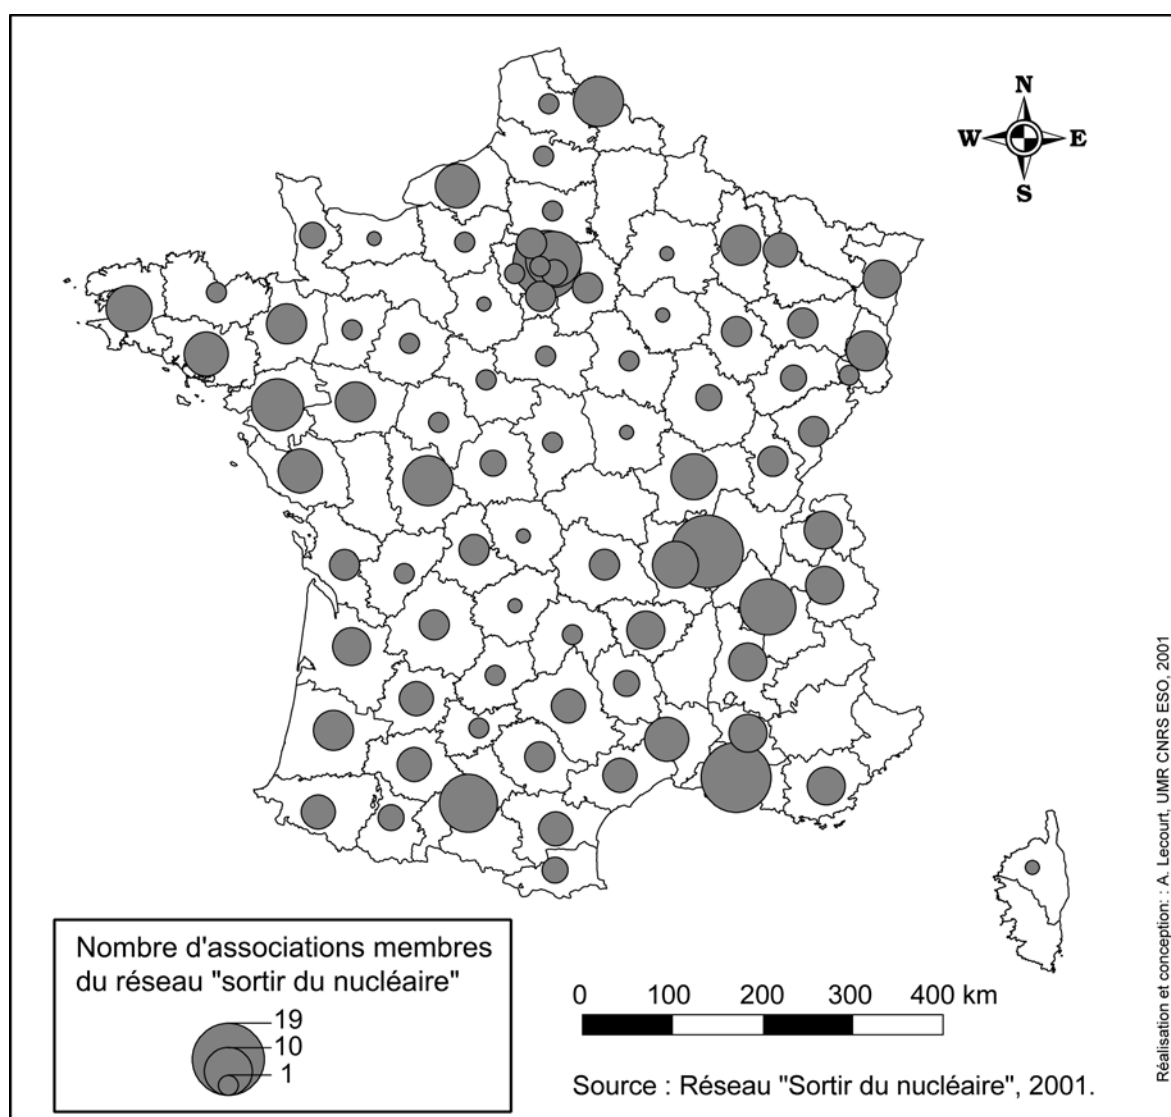 N
W E
S
Nombre d'associations membres
du réseau "sortir du nucléaire"
19
10
1
0 100 200 300 400 km
Source : Réseau "Sortir du nucléaire", 2001.
Réalisation et conception: : A. Lecourt, UMR CNRS ESO, 2001